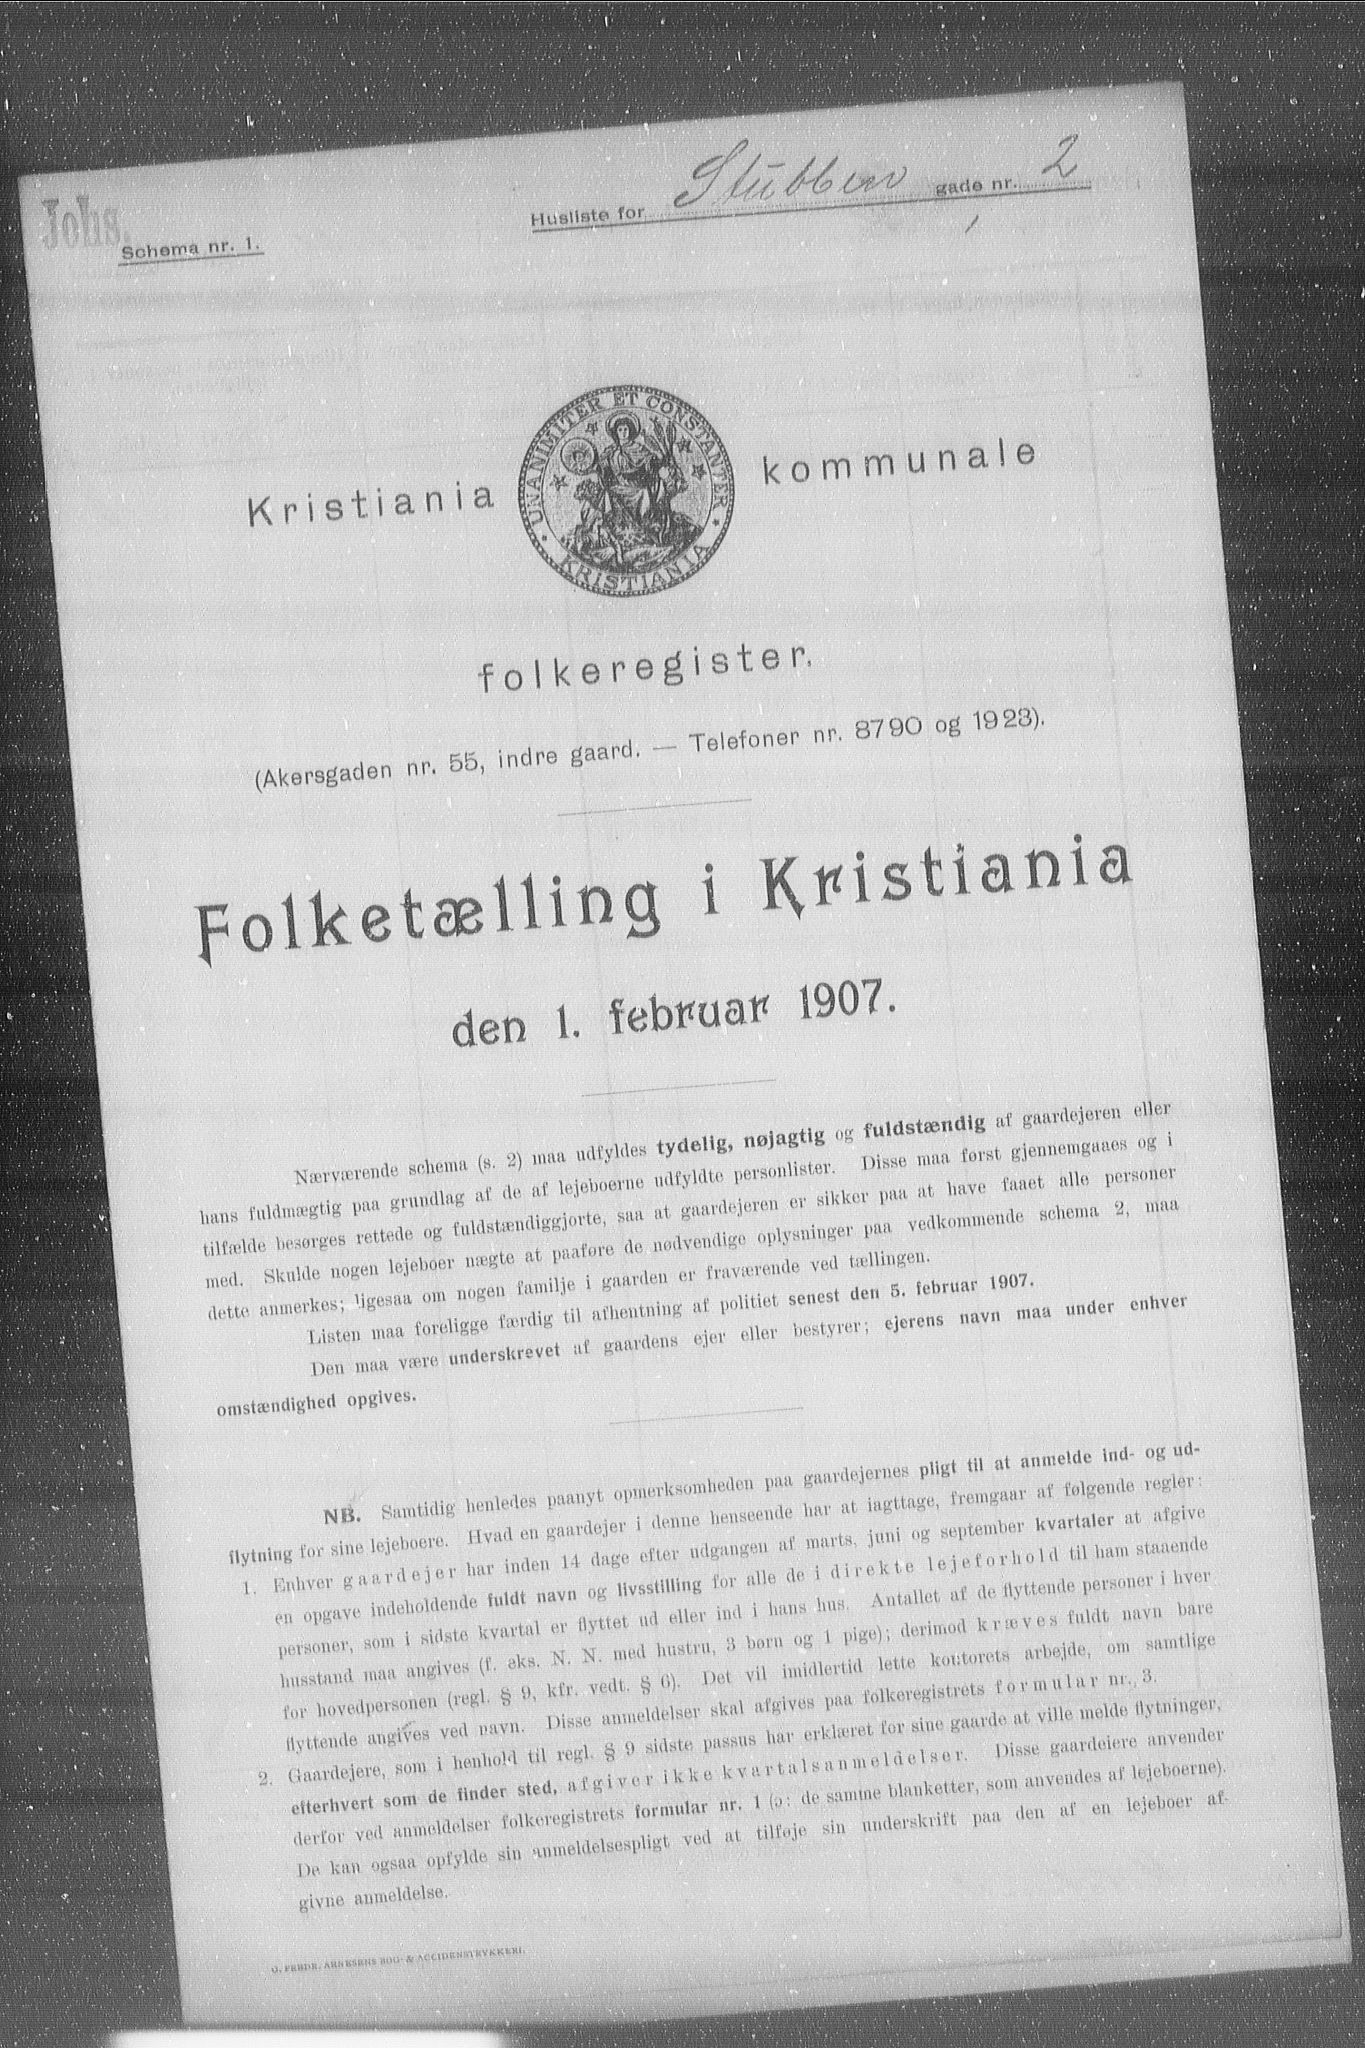 Johs.
Schema nr. 1.
Husliste for Stubben gade nr. 2
Kristiania kommunale
UNANIMITER ET CONSTANTER
KRISTIANIA
folkeregister.
(Akersgaden nr. 55, indre gaard. — Telefoner nr. 8790 og 1923).
Folketælling i Kristiania
den 1. februar 1907.
Nærværende schema (s. 2) maa udfyldes tydelig, nøjagtig og fuldstændig af gaardejeren eller
hans fuldmægtig paa grundlag af de af lejeboerne udfyldte personlister. Disse maa først gjennemgaaes og i
tilfælde besørges rettede og fuldstændiggjorte, saa at gaardejeren er sikker paa at have faaet alle personer
med. Skulde nogen lejeboer nægte at paaføre de nødvendige oplysninger paa vedkommende schema 2, maa
dette anmerkes; ligesaa om nogen familje i gaarden er fraværende ved tællingen.
Listen maa foreligge færdig til afhentning af politiet senest den 5. februar 1907.
Den maa være underskrevet af gaardens ejer eller bestyrer; ejerens navn maa under enhver
omstændighed opgives.
NB. Samtidig henledes paanyt opmerksomheden paa gaardejernes pligt til at anmelde ind- og ud-
flytning for sine lejeboere. Hvad en gaardejer i denne henseende har at iagttage, fremgaar af følgende regler:
1. Enhver gaardejer har inden 14 dage efter udgangen af marts, juni og september kvartaler at afgive
en opgave indeholdende fuldt navn og livsstilling for alle de i direkte lejeforhold til ham staaende
personer, som i sidste kvartal er flyttet ud eller ind i hans hus. Antallet af de flyttende personer i hver
husstand maa angives (f. eks. N. N. med hustru, 3 børn og 1 pige); derimod kræves fuldt navn bare
for hovedpersonen (regl. § 9, kfr. vedt. § 6). Det vil imidlertid lette kontorets arbejde, om samtlige
flyttende angives ved navn. Disse anmeldelser skal afgives paa folkeregistrets formular nr. 3.
2. Gaardejere, som i henhold til regl. § 9 sidste passus har erklæret for sine gaarde at ville melde flytninger,
efterhvert som de finder sted, afgiver ikke kvartalsanmeldelser. Disse gaardeiere anvender
derfor ved anmeldelser folkeregistrets formular nr. 1 (ɔ: de samme blanketter, som anvendes af lejeboerne).
De kan ogsaa opfylde sin anmeldelsespligt ved at tilføje sin underskrift paa den af en lejeboer af-
givne anmeldelse.
O. FREDR. ARNESENS BOG- & ACCIDENSTRYKKERI.